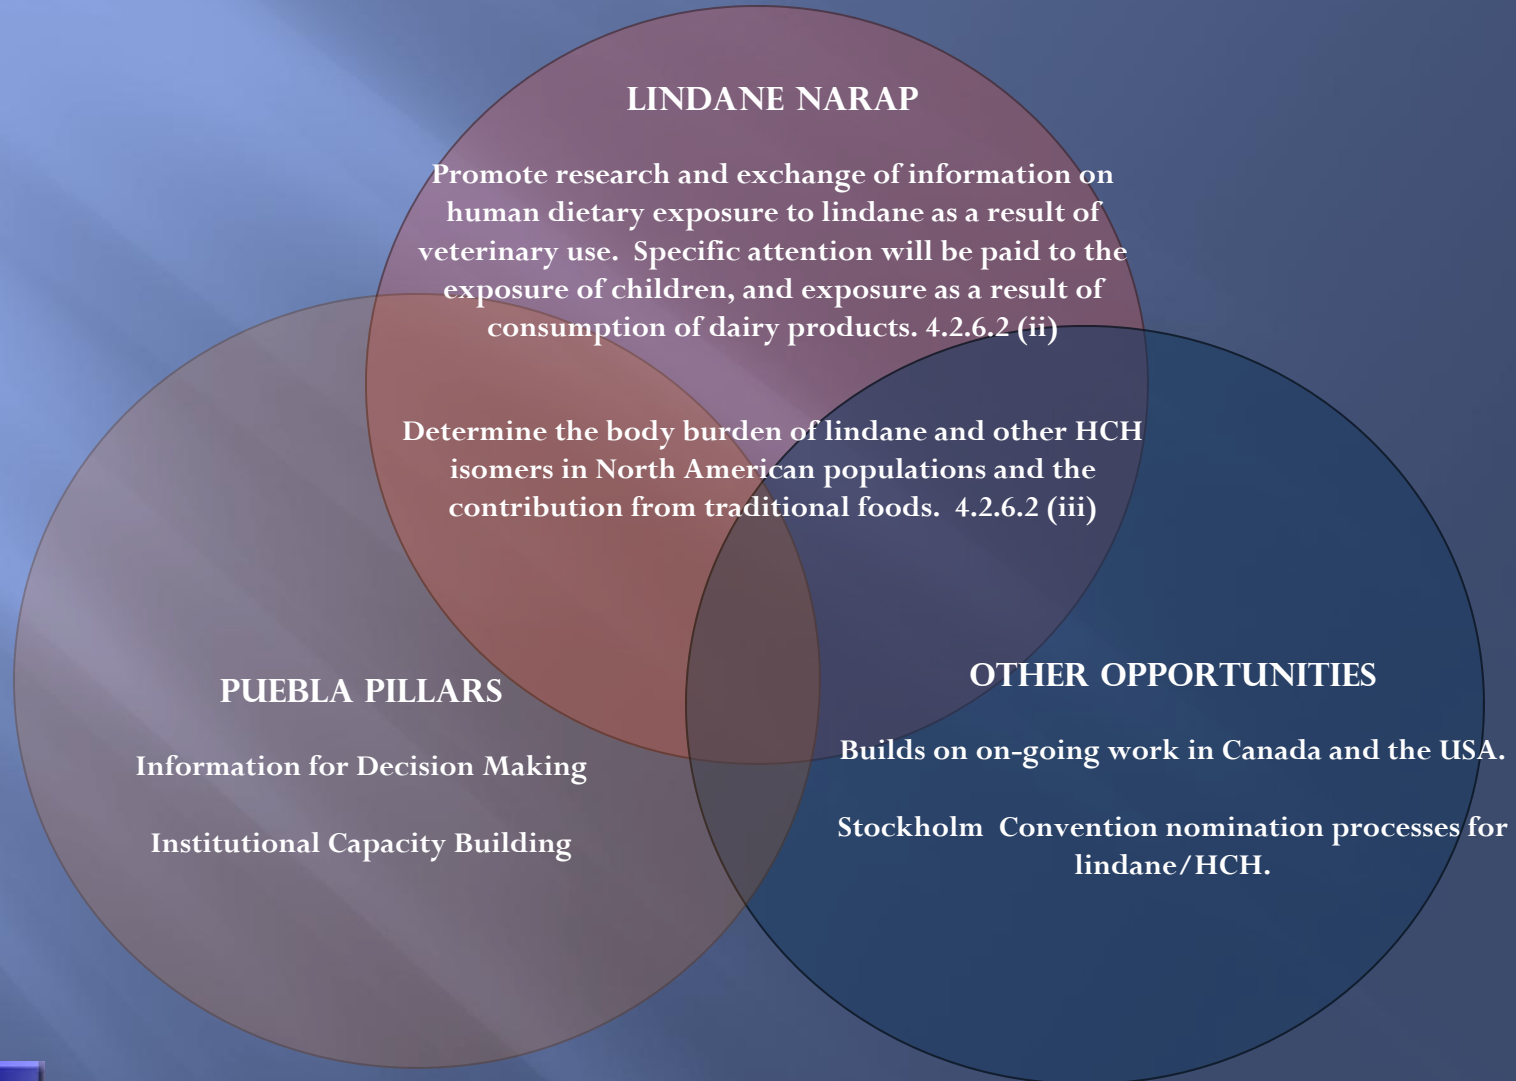 LINDANE NARAP
Promote research and exchange of information on
human dietary exposure to lindane as a result of
veterinary use.  Specific attention will be paid to the
exposure of children, and exposure as a result of
consumption of dairy products. 4.2.6.2 (ii)
Determine the body burden of lindane and other HCH
isomers in North American populations and the
contribution from traditional foods.  4.2.6.2 (iii)
PUEBLA PILLARS
Information for Decision Making
Institutional Capacity Building
OTHER OPPORTUNITIES
Builds on on-going work in Canada and the USA.
Stockholm  Convention nomination processes for
lindane/HCH.